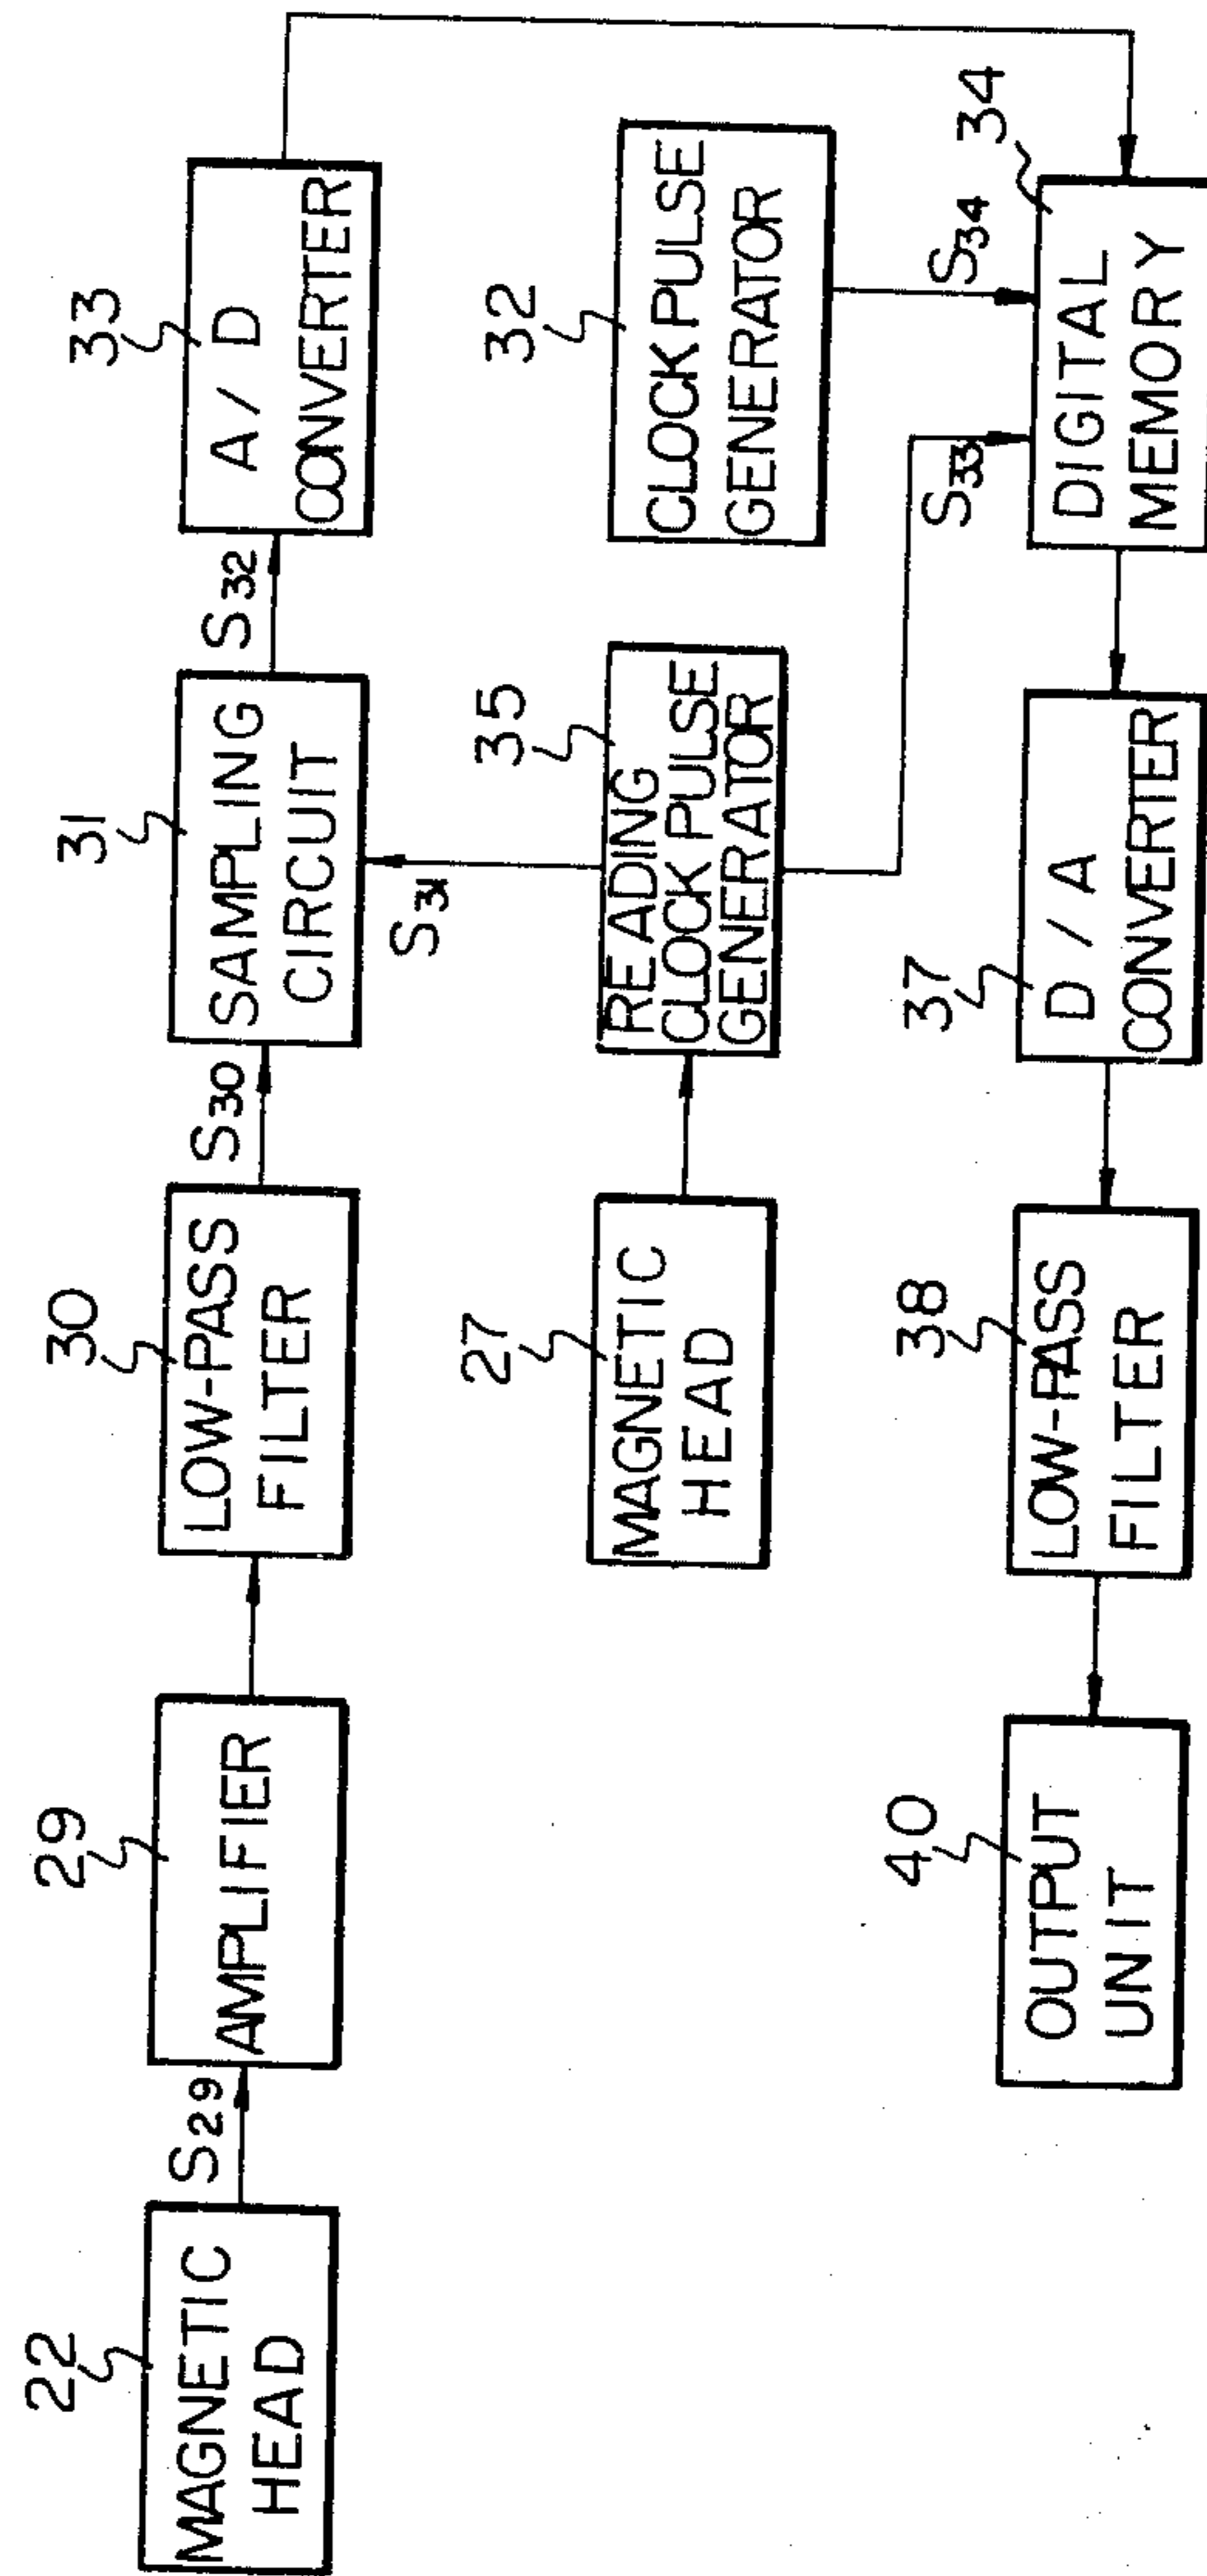 22
MAGNETIC
HEAD
S29
29
AMPLIFIER
30
LOW-PASS
FILTER
S30
31
SAMPLING
CIRCUIT
S32
33
A/D
CONVERTER
27
MAGNETIC
HEAD
35
READING
CLOCK PULSE
GENERATOR
S31
32
CLOCK PULSE
GENERATOR
S33
S34
40
OUTPUT
UNIT
38
LOW-PASS
FILTER
37
D/A
CONVERTER
34
DIGITAL
MEMORY